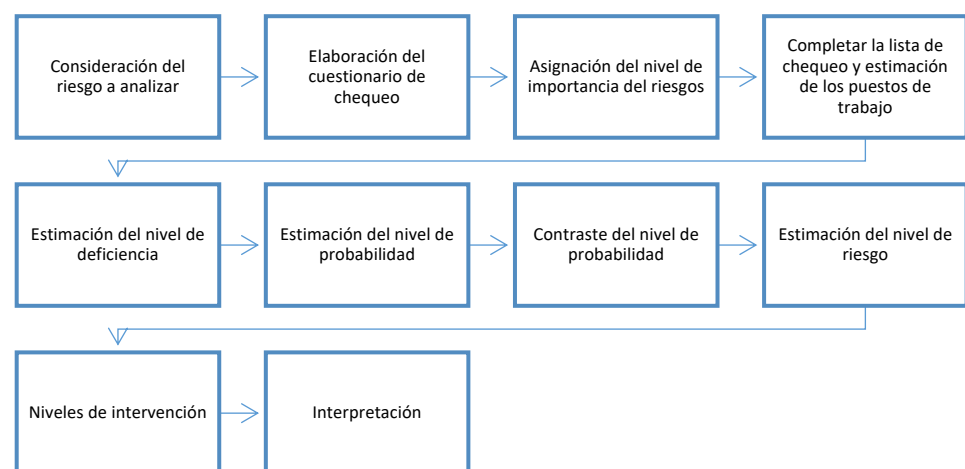 Consideración del
riesgo a analizar
Elaboración del
cuestionario de
chequeo
Asignación del nivel de
importancia del riesgos
Completar la lista de
chequeo y estimación
de los puestos de
trabajo
Estimación del nivel de
deficiencia
Estimación del nivel de
probabilidad
Contraste del nivel de
probabilidad
Estimación del nivel de
riesgo
Niveles de intervención
Interpretación